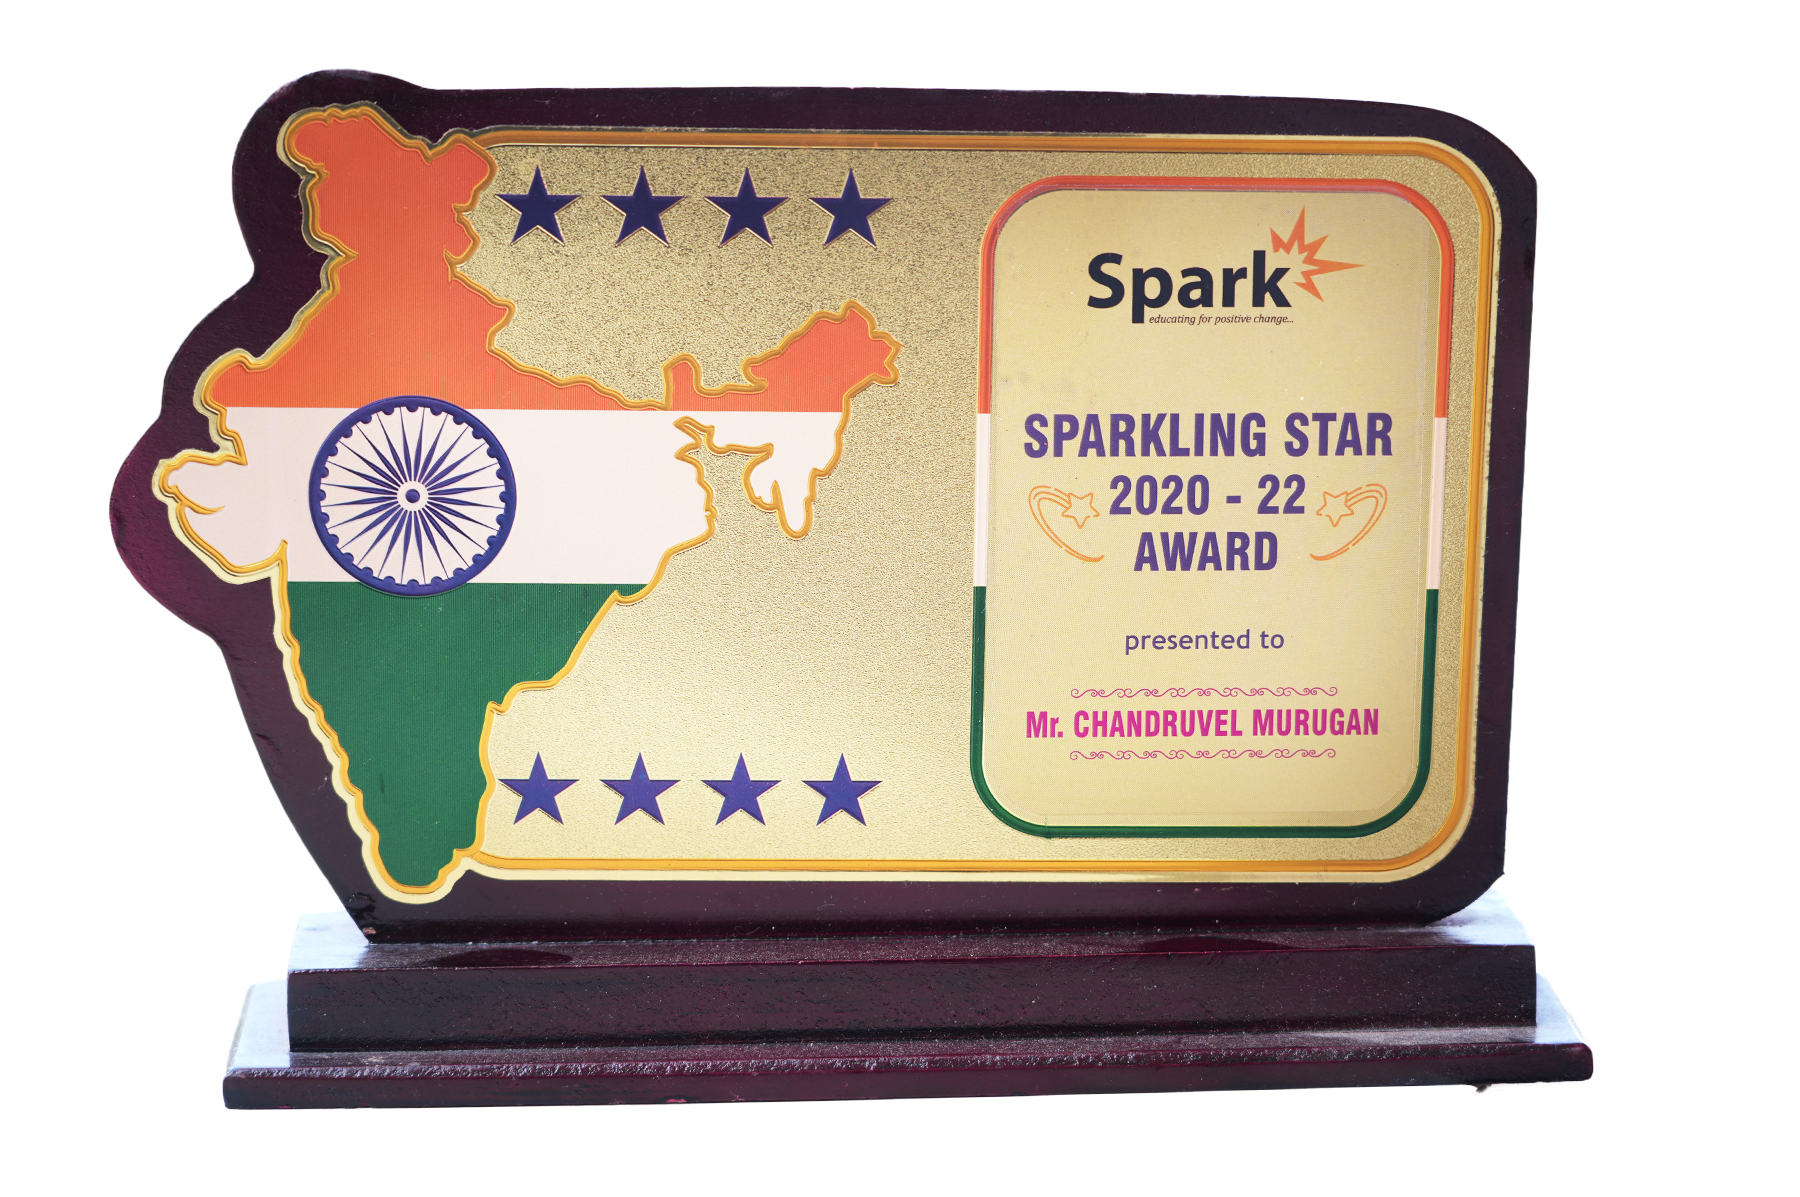 Spark
educating for positive change...
SPARKLING STAR
2020 - 22
AWARD
presented to
Mr. CHANDRUVEL MURUGAN